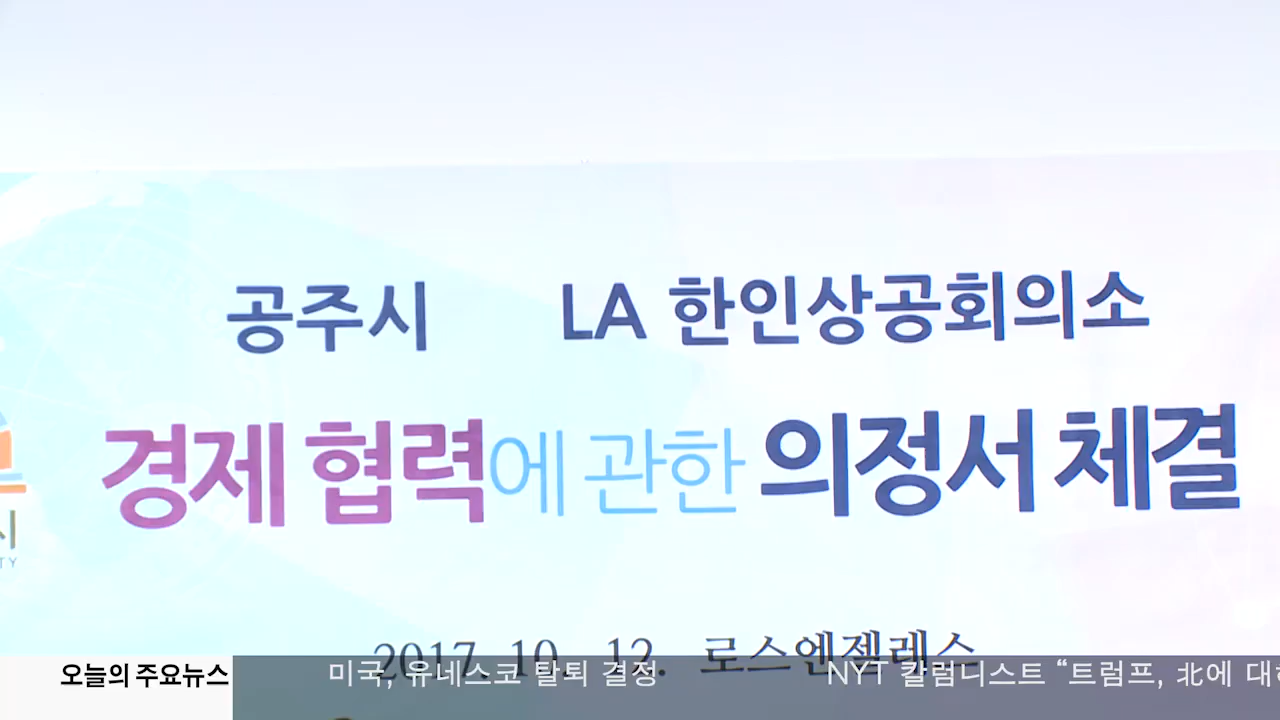 공주시 LA 한인상공회의소
경제 협력에 관한 의정서 체결
시
TY
2017. 10. 12. 로스엔젤레스
오늘의 주요뉴스 미국, 유네스코 탈퇴 결정 NYT 칼럼니스트 “트럼프, 北에 대